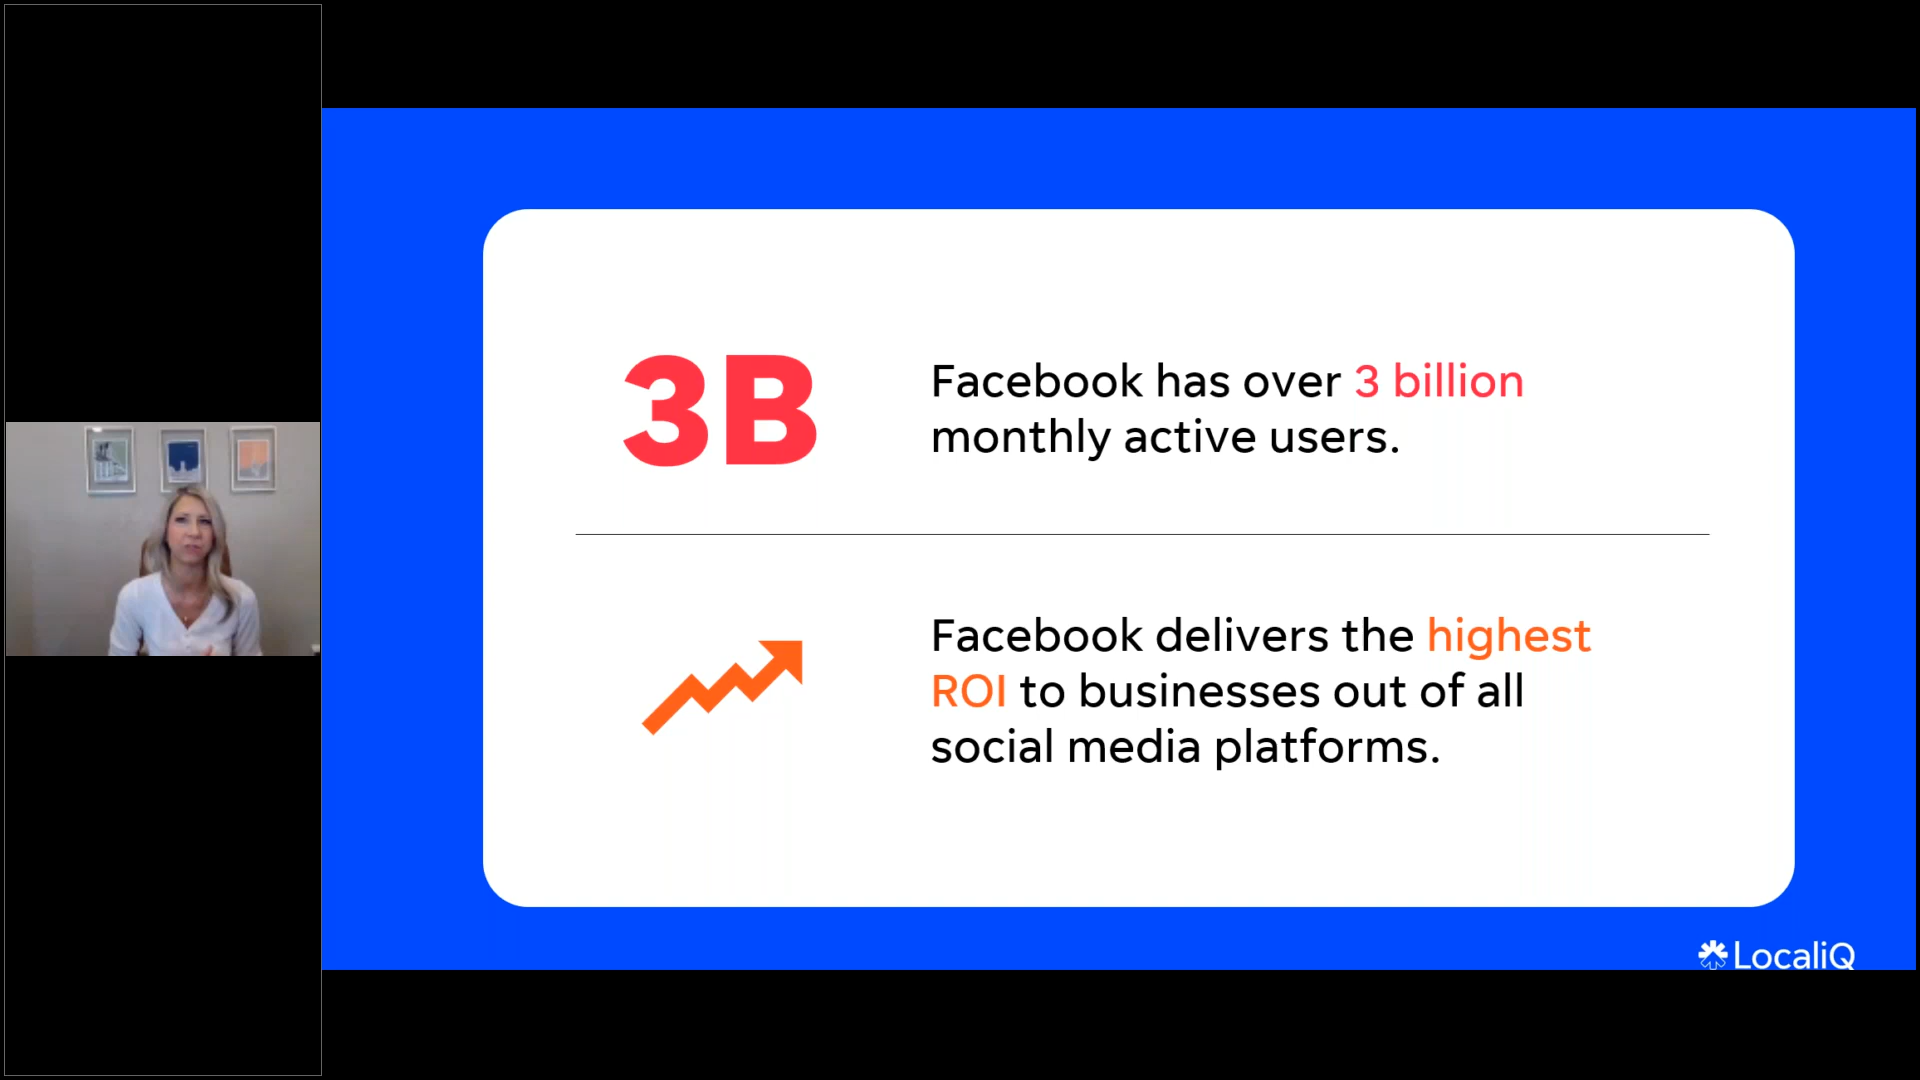 3B
Facebook has over 3 billion
monthly active users.
Facebook delivers the highest
ROI to businesses out of all
social media platforms.
LocaliQ